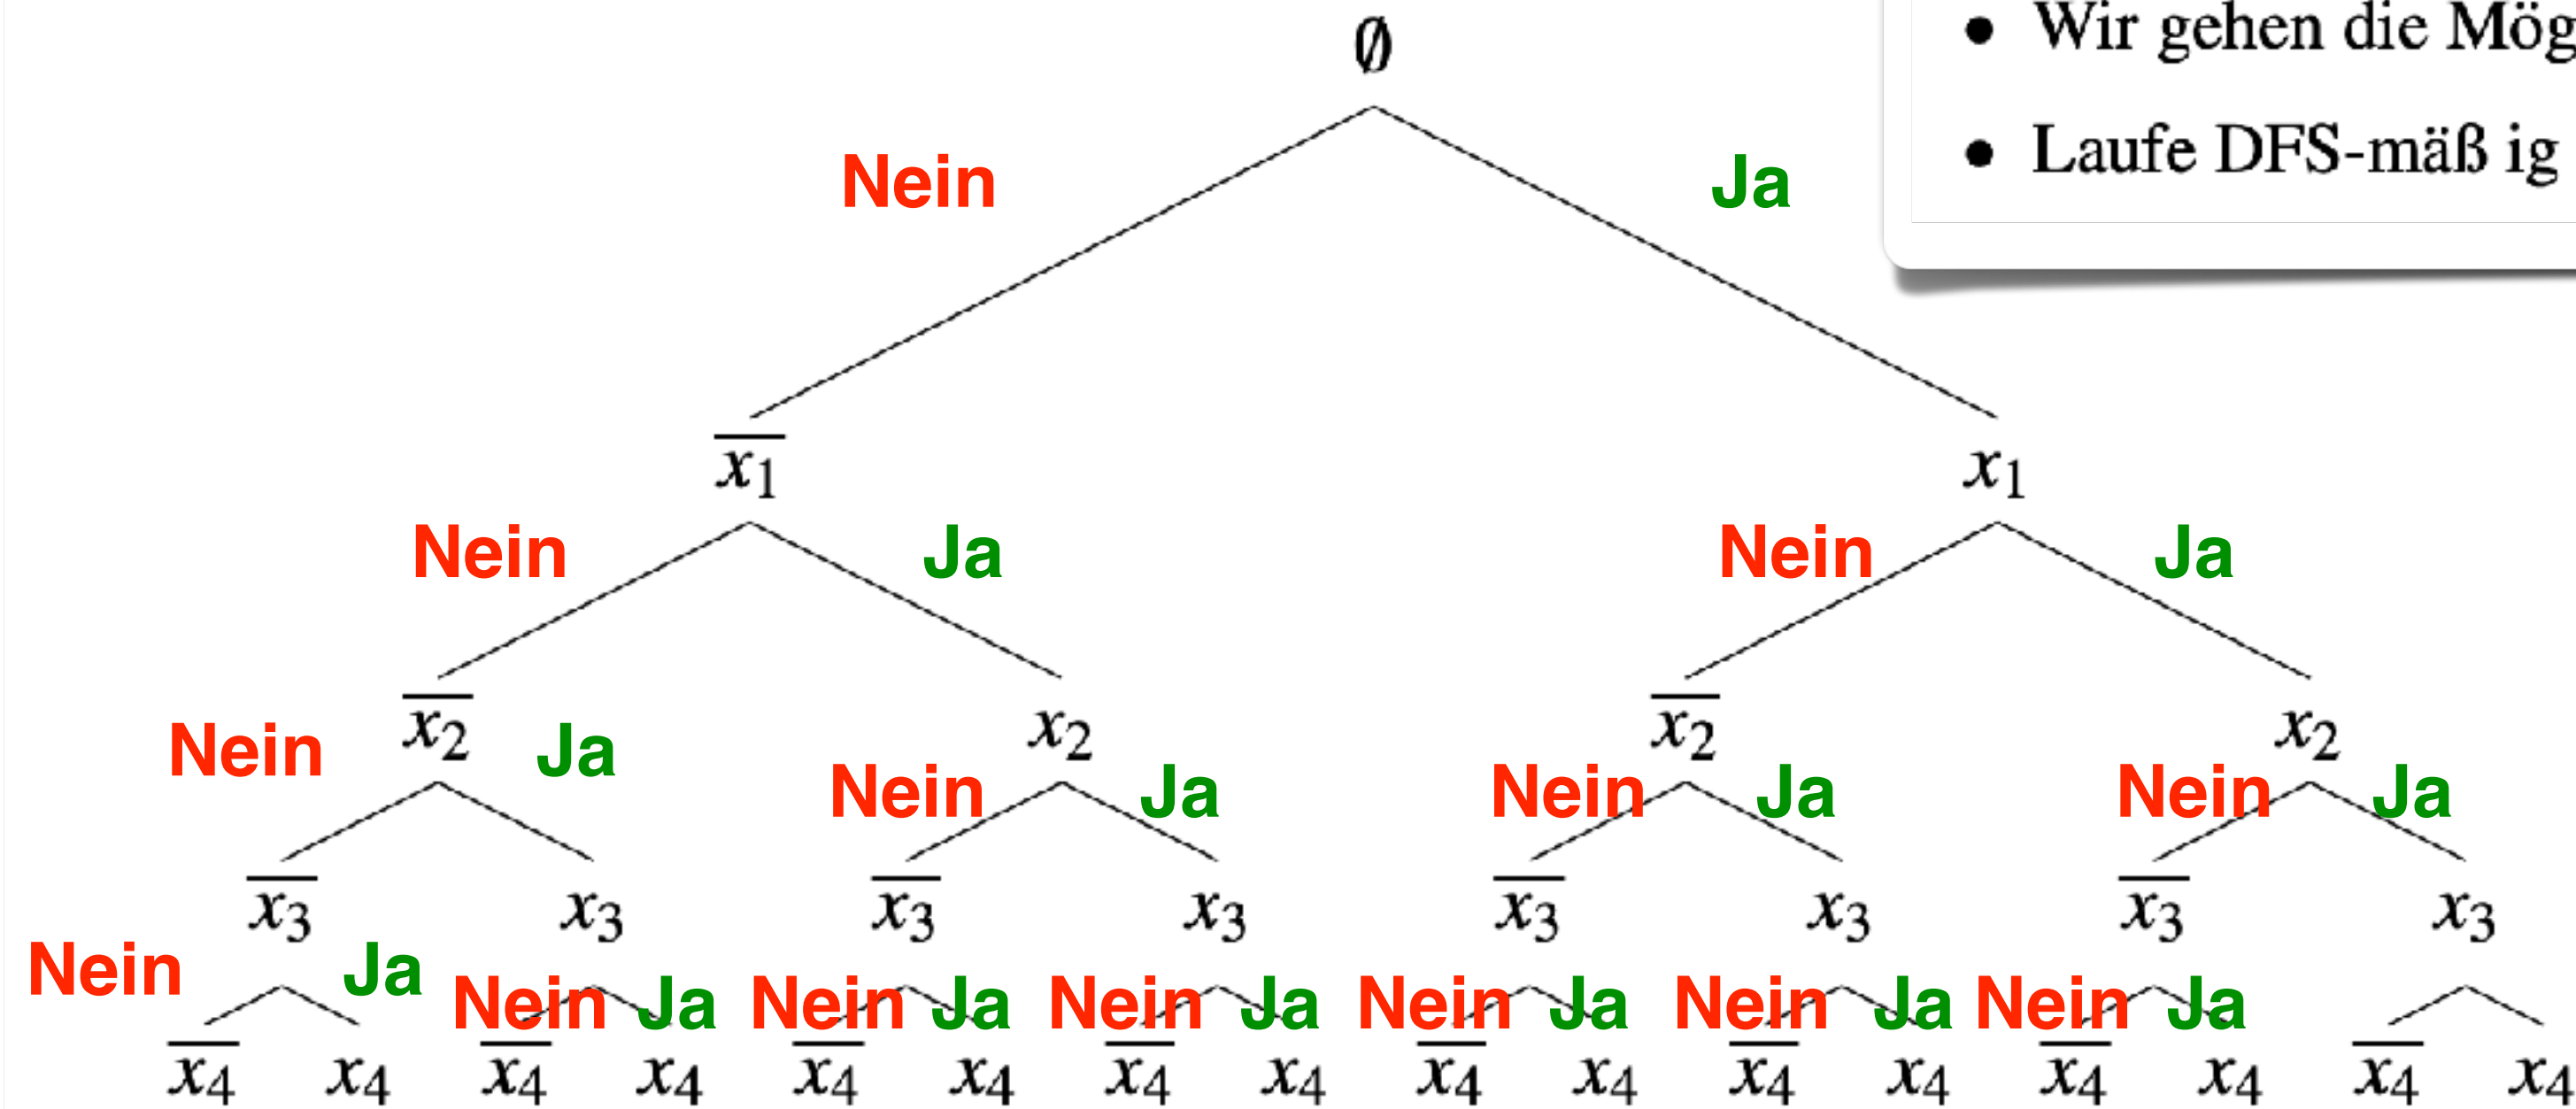 ∅
• Wir gehen die Mög
• Laufe DFS-mäß ig
Nein Ja
x̅₁ x₁
Nein Ja Nein Ja
x̅₂ x₂ x̅₂ x₂
Nein Ja Nein Ja Nein Ja Nein Ja
x̅₃ x₃ x̅₃ x₃ x̅₃ x₃ x̅₃ x₃
Nein Ja Nein Ja Nein Ja Nein Ja Nein Ja Nein Ja Nein Ja
x̅₄ x₄ x̅₄ x₄ x̅₄ x₄ x̅₄ x₄ x̅₄ x₄ x̅₄ x₄ x̅₄ x₄ x̅₄ x₄